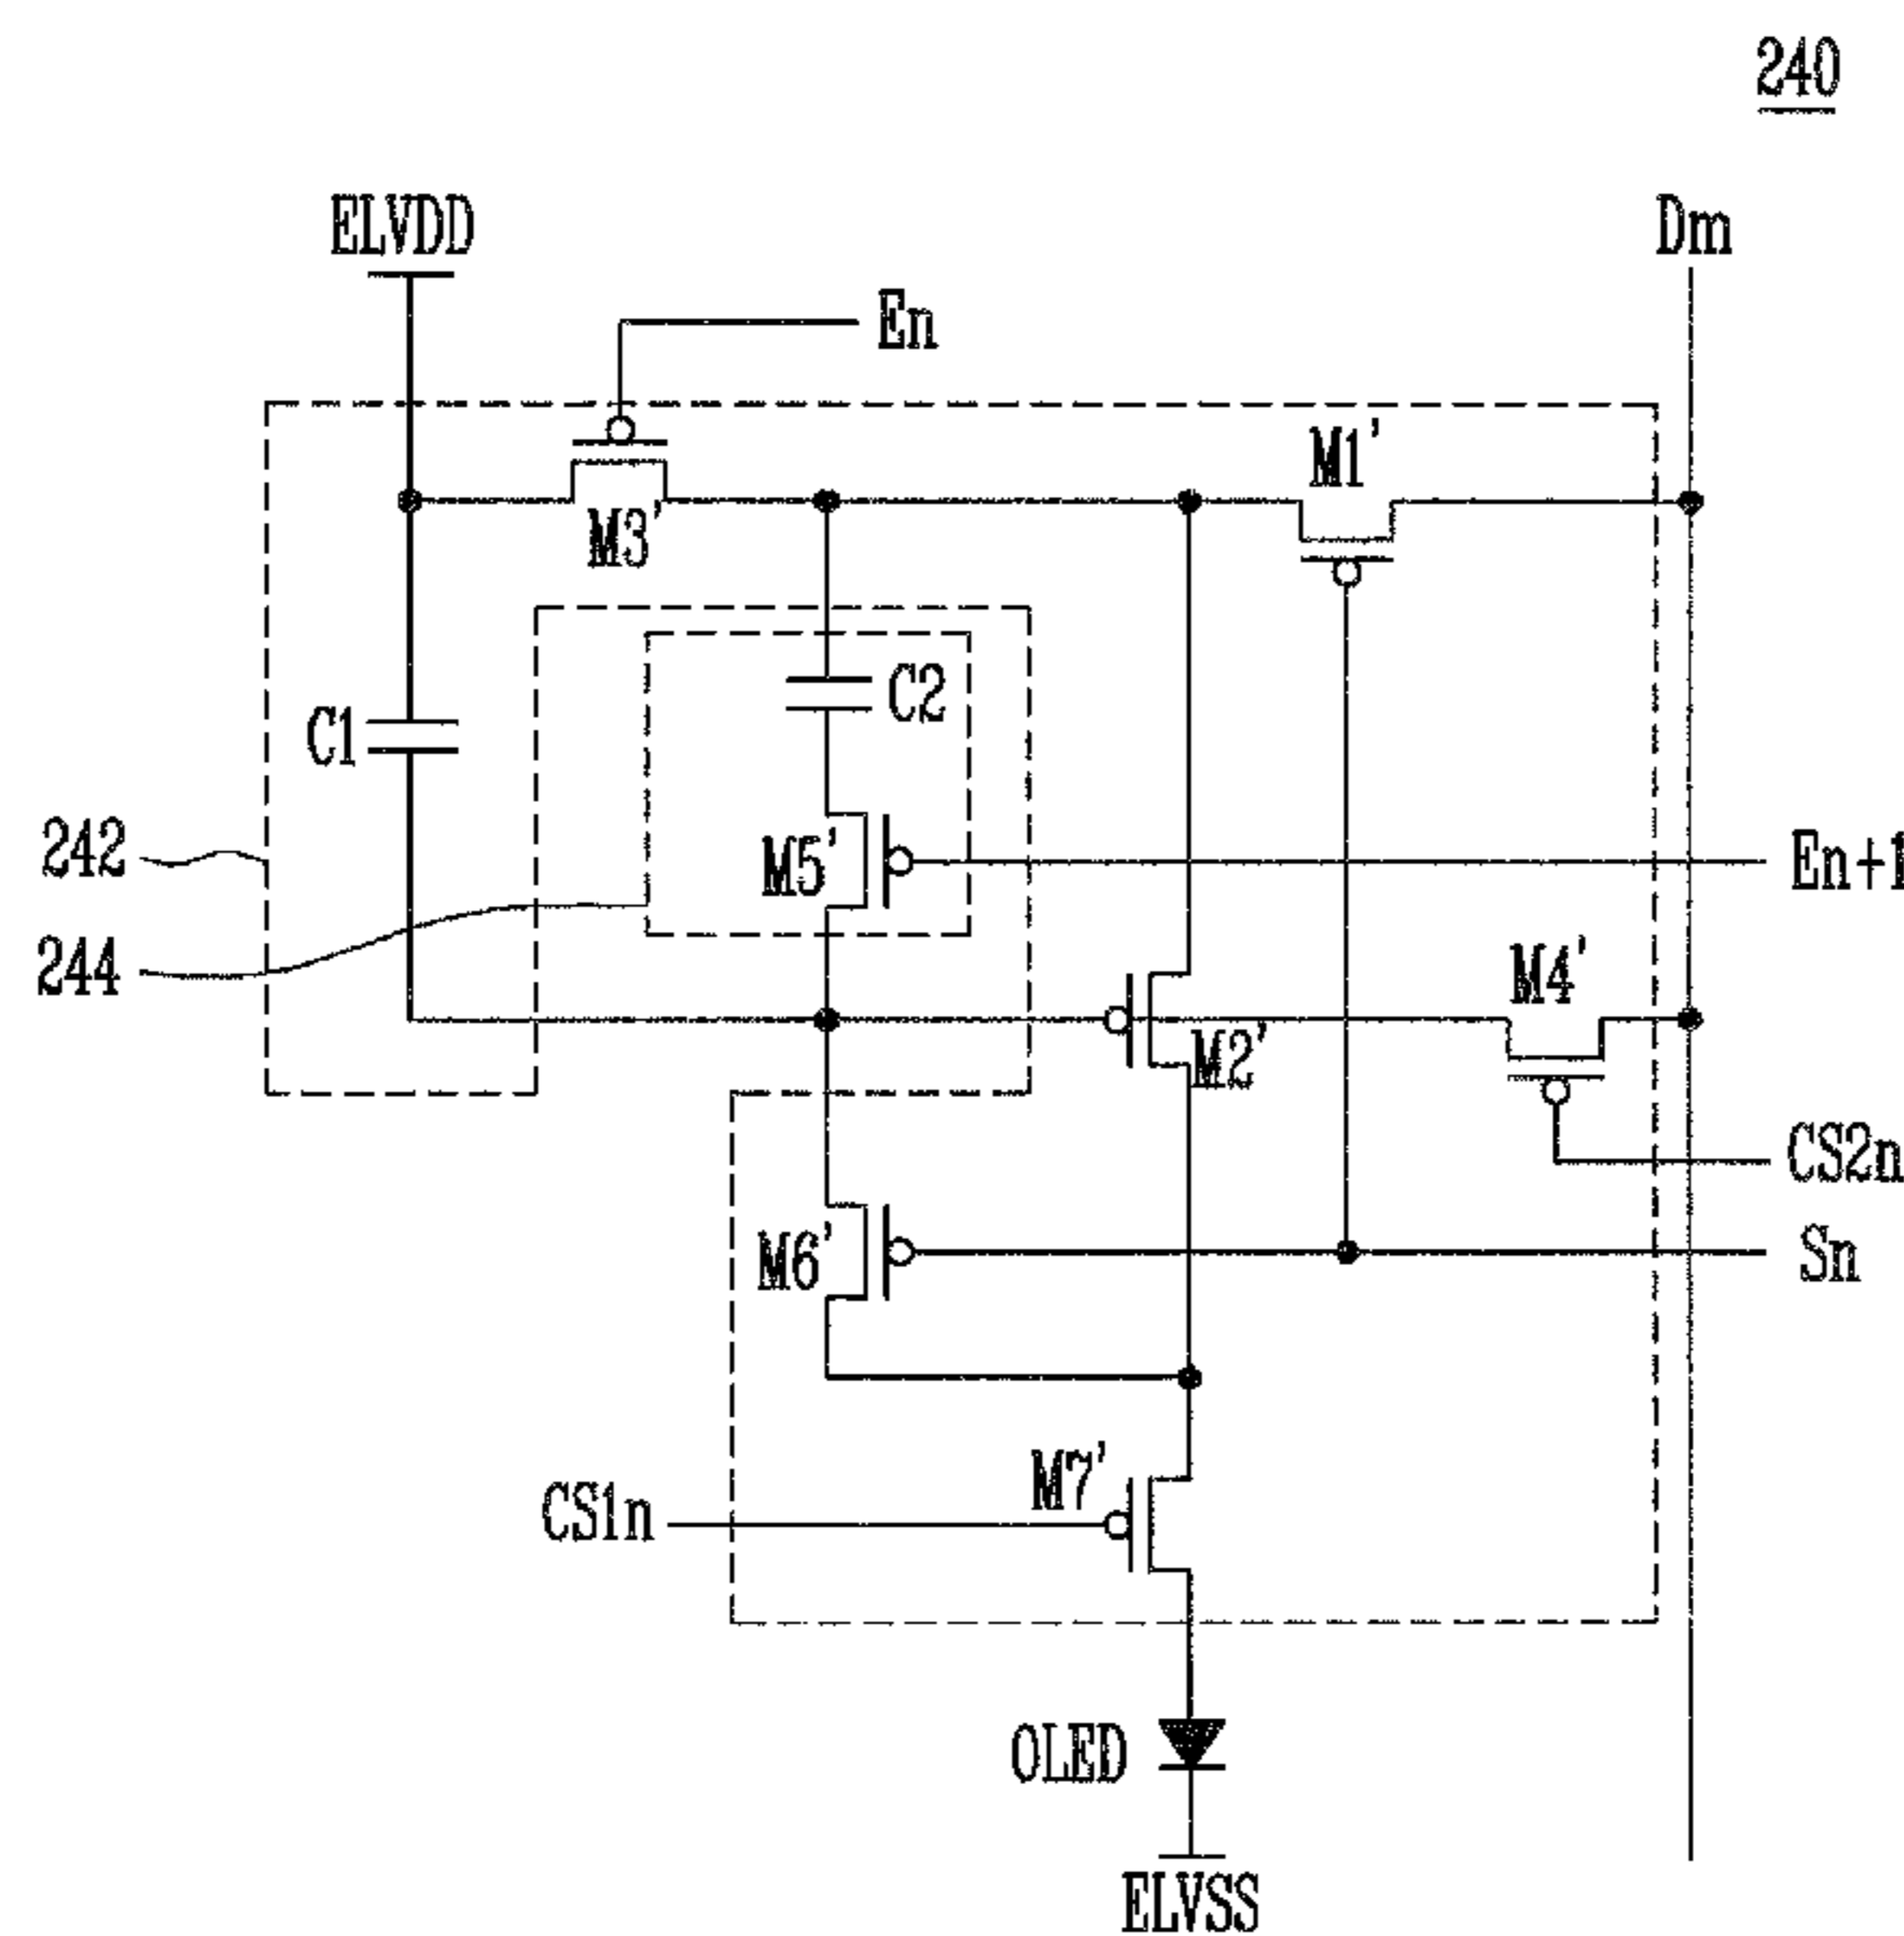 240
ELVDD
Dm
En
M1'
M3'
C2
C1
242
M5'
En+1
244
M4'
M2'
CS2n
M6'
Sn
M7'
CS1n
OLED
ELVSS